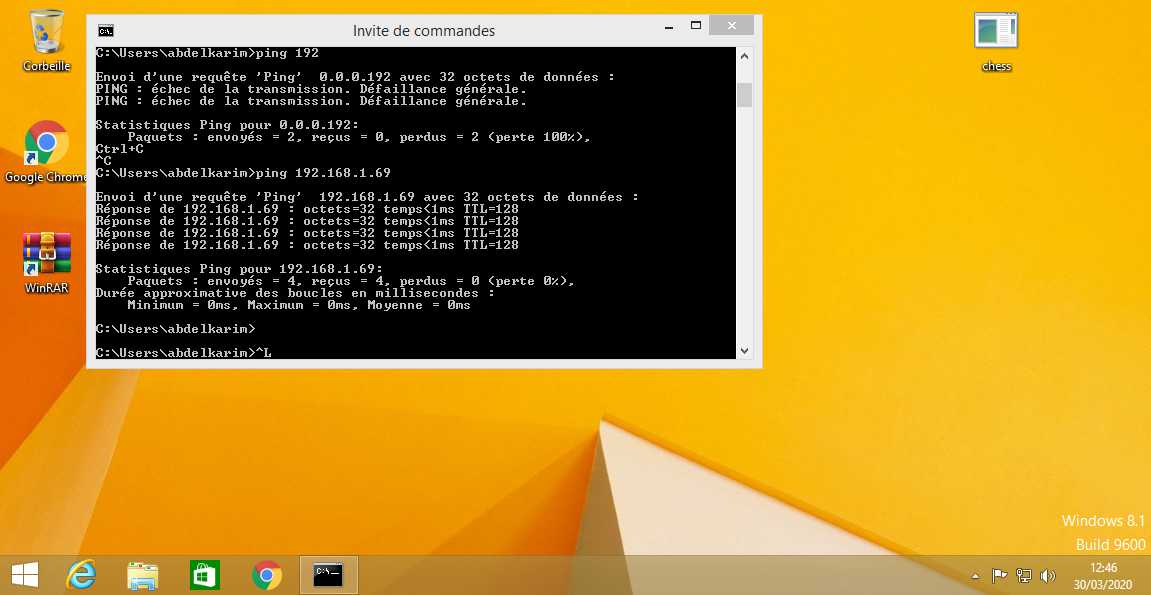 Corbeille
Google Chrome
WinRAR
chess
Invite de commandes
C:\Users\abdelkarim>ping 192
Envoi d'une requête 'Ping'  0.0.0.192 avec 32 octets de données :
PING : échec de la transmission. Défaillance générale.
PING : échec de la transmission. Défaillance générale.
Statistiques Ping pour 0.0.0.192:
    Paquets : envoyés = 2, reçus = 0, perdus = 2 (perte 100%),
Ctrl+C
^C
C:\Users\abdelkarim>ping 192.168.1.69
Envoi d'une requête 'Ping'  192.168.1.69 avec 32 octets de données :
Réponse de 192.168.1.69 : octets=32 temps<1ms TTL=128
Réponse de 192.168.1.69 : octets=32 temps<1ms TTL=128
Réponse de 192.168.1.69 : octets=32 temps<1ms TTL=128
Réponse de 192.168.1.69 : octets=32 temps<1ms TTL=128
Statistiques Ping pour 192.168.1.69:
    Paquets : envoyés = 4, reçus = 4, perdus = 0 (perte 0%),
Durée approximative des boucles en millisecondes :
    Minimum = 0ms, Maximum = 0ms, Moyenne = 0ms
C:\Users\abdelkarim>
C:\Users\abdelkarim>^L
Windows 8.1
Build 9600
12:46
30/03/2020